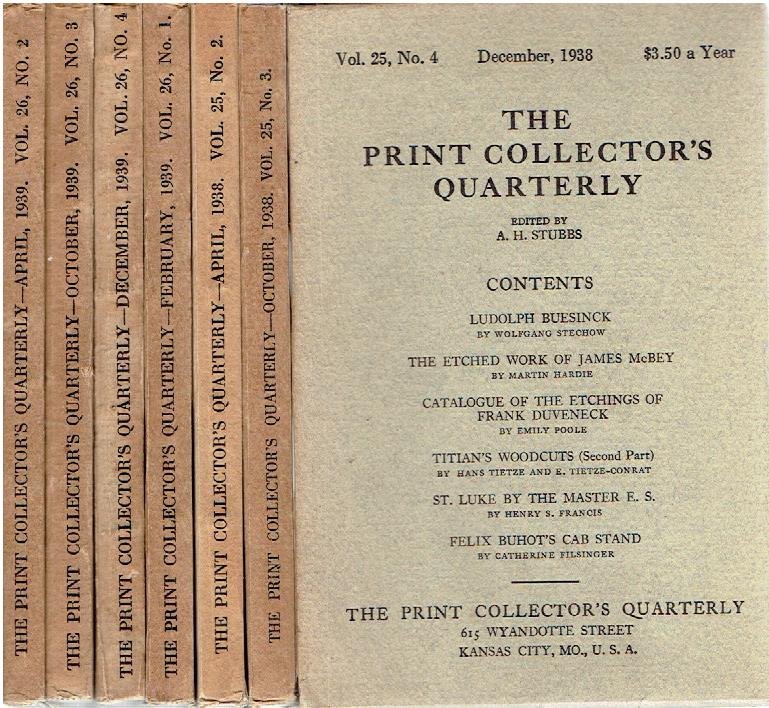 THE PRINT COLLECTOR'S QUARTERLY—APRIL, 1939. VOL. 26, NO. 2
THE PRINT COLLECTOR'S QUARTERLY—OCTOBER, 1939. VOL. 26, NO. 3
THE PRINT COLLECTOR'S QUARTERLY—DECEMBER, 1939. VOL. 26, NO. 4
THE PRINT COLLECTOR'S QUARTERLY—FEBRUARY, 1939. VOL. 26, No. 1.
THE PRINT COLLECTOR'S QUARTERLY—APRIL, 1938. VOL. 25, No. 2.
THE PRINT COLLECTOR'S QUARTERLY—OCTOBER, 1938. VOL. 25, No. 3.
Vol. 25, No. 4 December, 1938 $3.50 a Year
THE
PRINT COLLECTOR'S
QUARTERLY
EDITED BY
A. H. STUBBS
CONTENTS
LUDOLPH BUESINCK
BY WOLFGANG STECHOW
THE ETCHED WORK OF JAMES McBEY
BY MARTIN HARDIE
CATALOGUE OF THE ETCHINGS OF
FRANK DUVENECK
BY EMILY POOLE
TITIAN'S WOODCUTS (Second Part)
BY HANS TIETZE AND E. TIETZE-CONRAT
ST. LUKE BY THE MASTER E. S.
BY HENRY S. FRANCIS
FELIX BUHOT'S CAB STAND
BY CATHERINE FILSINGER
THE PRINT COLLECTOR'S QUARTERLY
615 WYANDOTTE STREET
KANSAS CITY, MO., U. S. A.